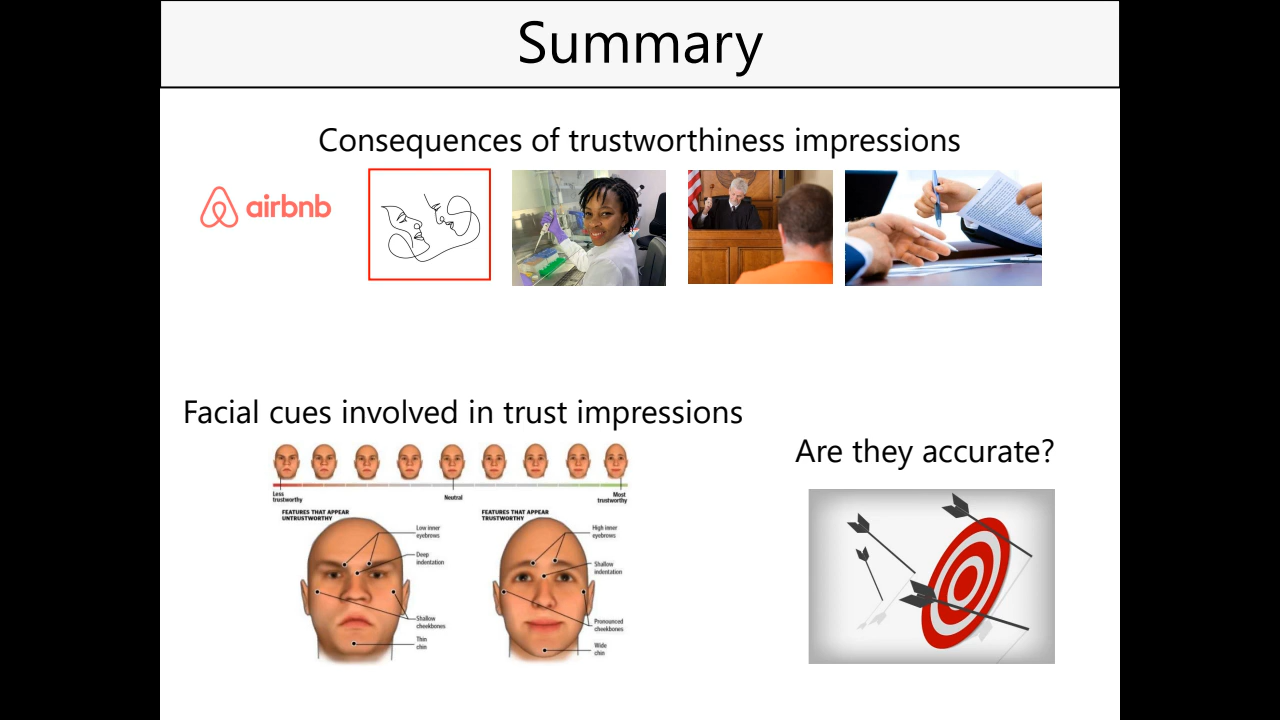 Summary
Consequences of trustworthiness impressions
airbnb
Facial cues involved in trust impressions
Are they accurate?
Less
trustworthy
Neutral
Most
trustworthy
FEATURES THAT APPEAR
UNTRUSTWORTHY
Low inner
eyebrows
Deep
indentation
Shallow
cheekbones
Thin
chin
FEATURES THAT APPEAR
TRUSTWORTHY
High inner
eyebrows
Shallow
indentation
Pronounced
cheekbones
Wide
chin